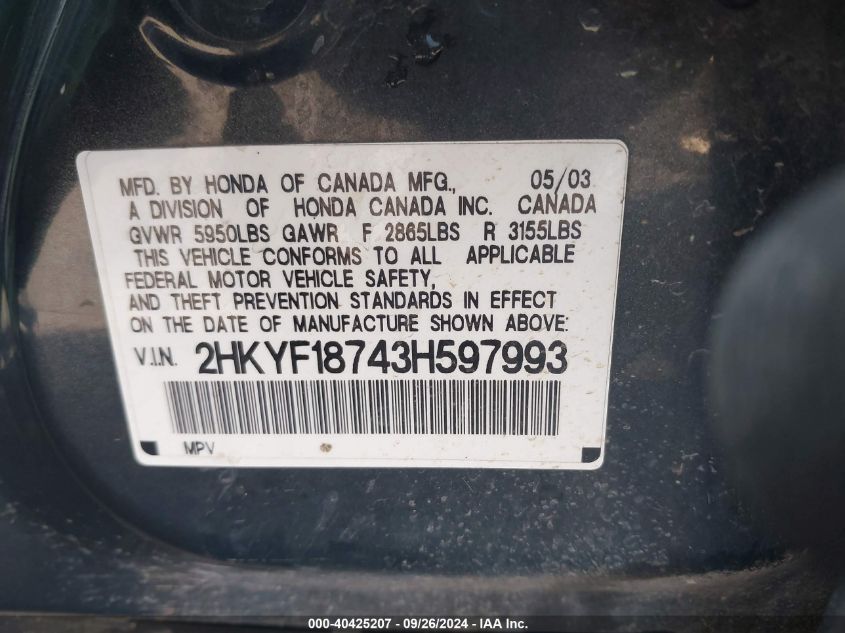 MFD. BY HONDA OF CANADA MFG., 05/03
A DIVISION OF HONDA CANADA INC. CANADA
GVWR 5950LBS GAWR F 2865LBS R 3155LBS
THIS VEHICLE CONFORMS TO ALL APPLICABLE
FEDERAL MOTOR VEHICLE SAFETY,
AND THEFT PREVENTION STANDARDS IN EFFECT
ON THE DATE OF MANUFACTURE SHOWN ABOVE:
V.I.N. 2HKYF18743H597993
MPV
000-40425207 - 09/26/2024 - IAA Inc.